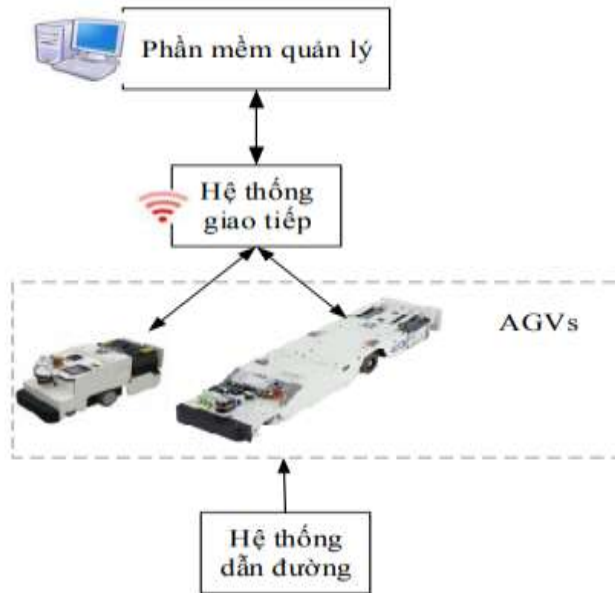 Phần mềm quản lý
Hệ thống
giao tiếp
AGVs
Hệ thống
dẫn đường